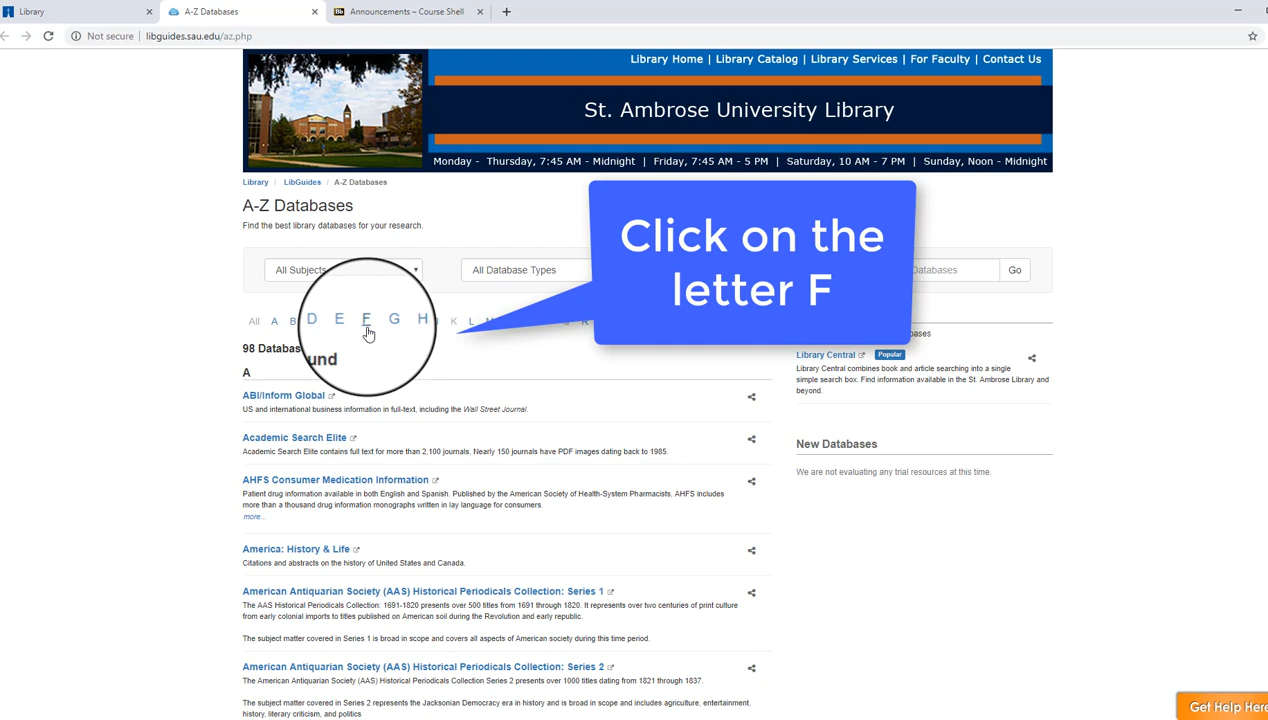 Library
A-Z Databases
Announcements – Course Shell
Not secure | libguides.sau.edu/az.php
Library Home | Library Catalog | Library Services | For Faculty | Contact Us
St. Ambrose University Library
Monday - Thursday, 7:45 AM - Midnight | Friday, 7:45 AM - 5 PM | Saturday, 10 AM - 7 PM | Sunday, Noon - Midnight
Library / LibGuides / A-Z Databases
A-Z Databases
Find the best library databases for your research.
Click on the
letter F
All Subjects
All Database Types
Databases
Go
All A B D E F G H K L
98 Databas
und
A
ABI/Inform Global
US and international business information in full-text, including the Wall Street Journal.
Academic Search Elite
Academic Search Elite contains full text for more than 2,100 journals, Nearly 150 journals have PDF images dating back to 1985.
AHFS Consumer Medication Information
Patient drug information available in both English and Spanish. Published by the American Society of Health-System Pharmacists, AHFS includes
more than a thousand drug information monographs written in lay language for consumers.
more...
America: History & Life
Citations and abstracts on the history of United States and Canada.
American Antiquarian Society (AAS) Historical Periodicals Collection: Series 1
The AAS Historical Periodicals Collection: 1691-1820 presents over 500 titles from 1691 through 1820. It represents over two centuries of print culture
from early colonial imports to titles published on American soil during the Revolution and early republic.
The subject matter covered in Series 1 is broad in scope and covers all aspects of American society during this time period.
American Antiquarian Society (AAS) Historical Periodicals Collection: Series 2
The American Antiquarian Society (AAS) Historical Periodicals Collection Series 2 presents over 1000 titles dating from 1821 through 1837.
The subject matter covered in Series 2 represents the Jacksonian Democracy era in history and is broad in scope and includes agriculture, entertainment,
history, literary criticism, and politics
Library Central Popular
Library Central combines book and article searching into a single
simple search box. Find information available in the St. Ambrose Library and
beyond.
New Databases
We are not evaluating any trial resources at this time.
Get Help Here